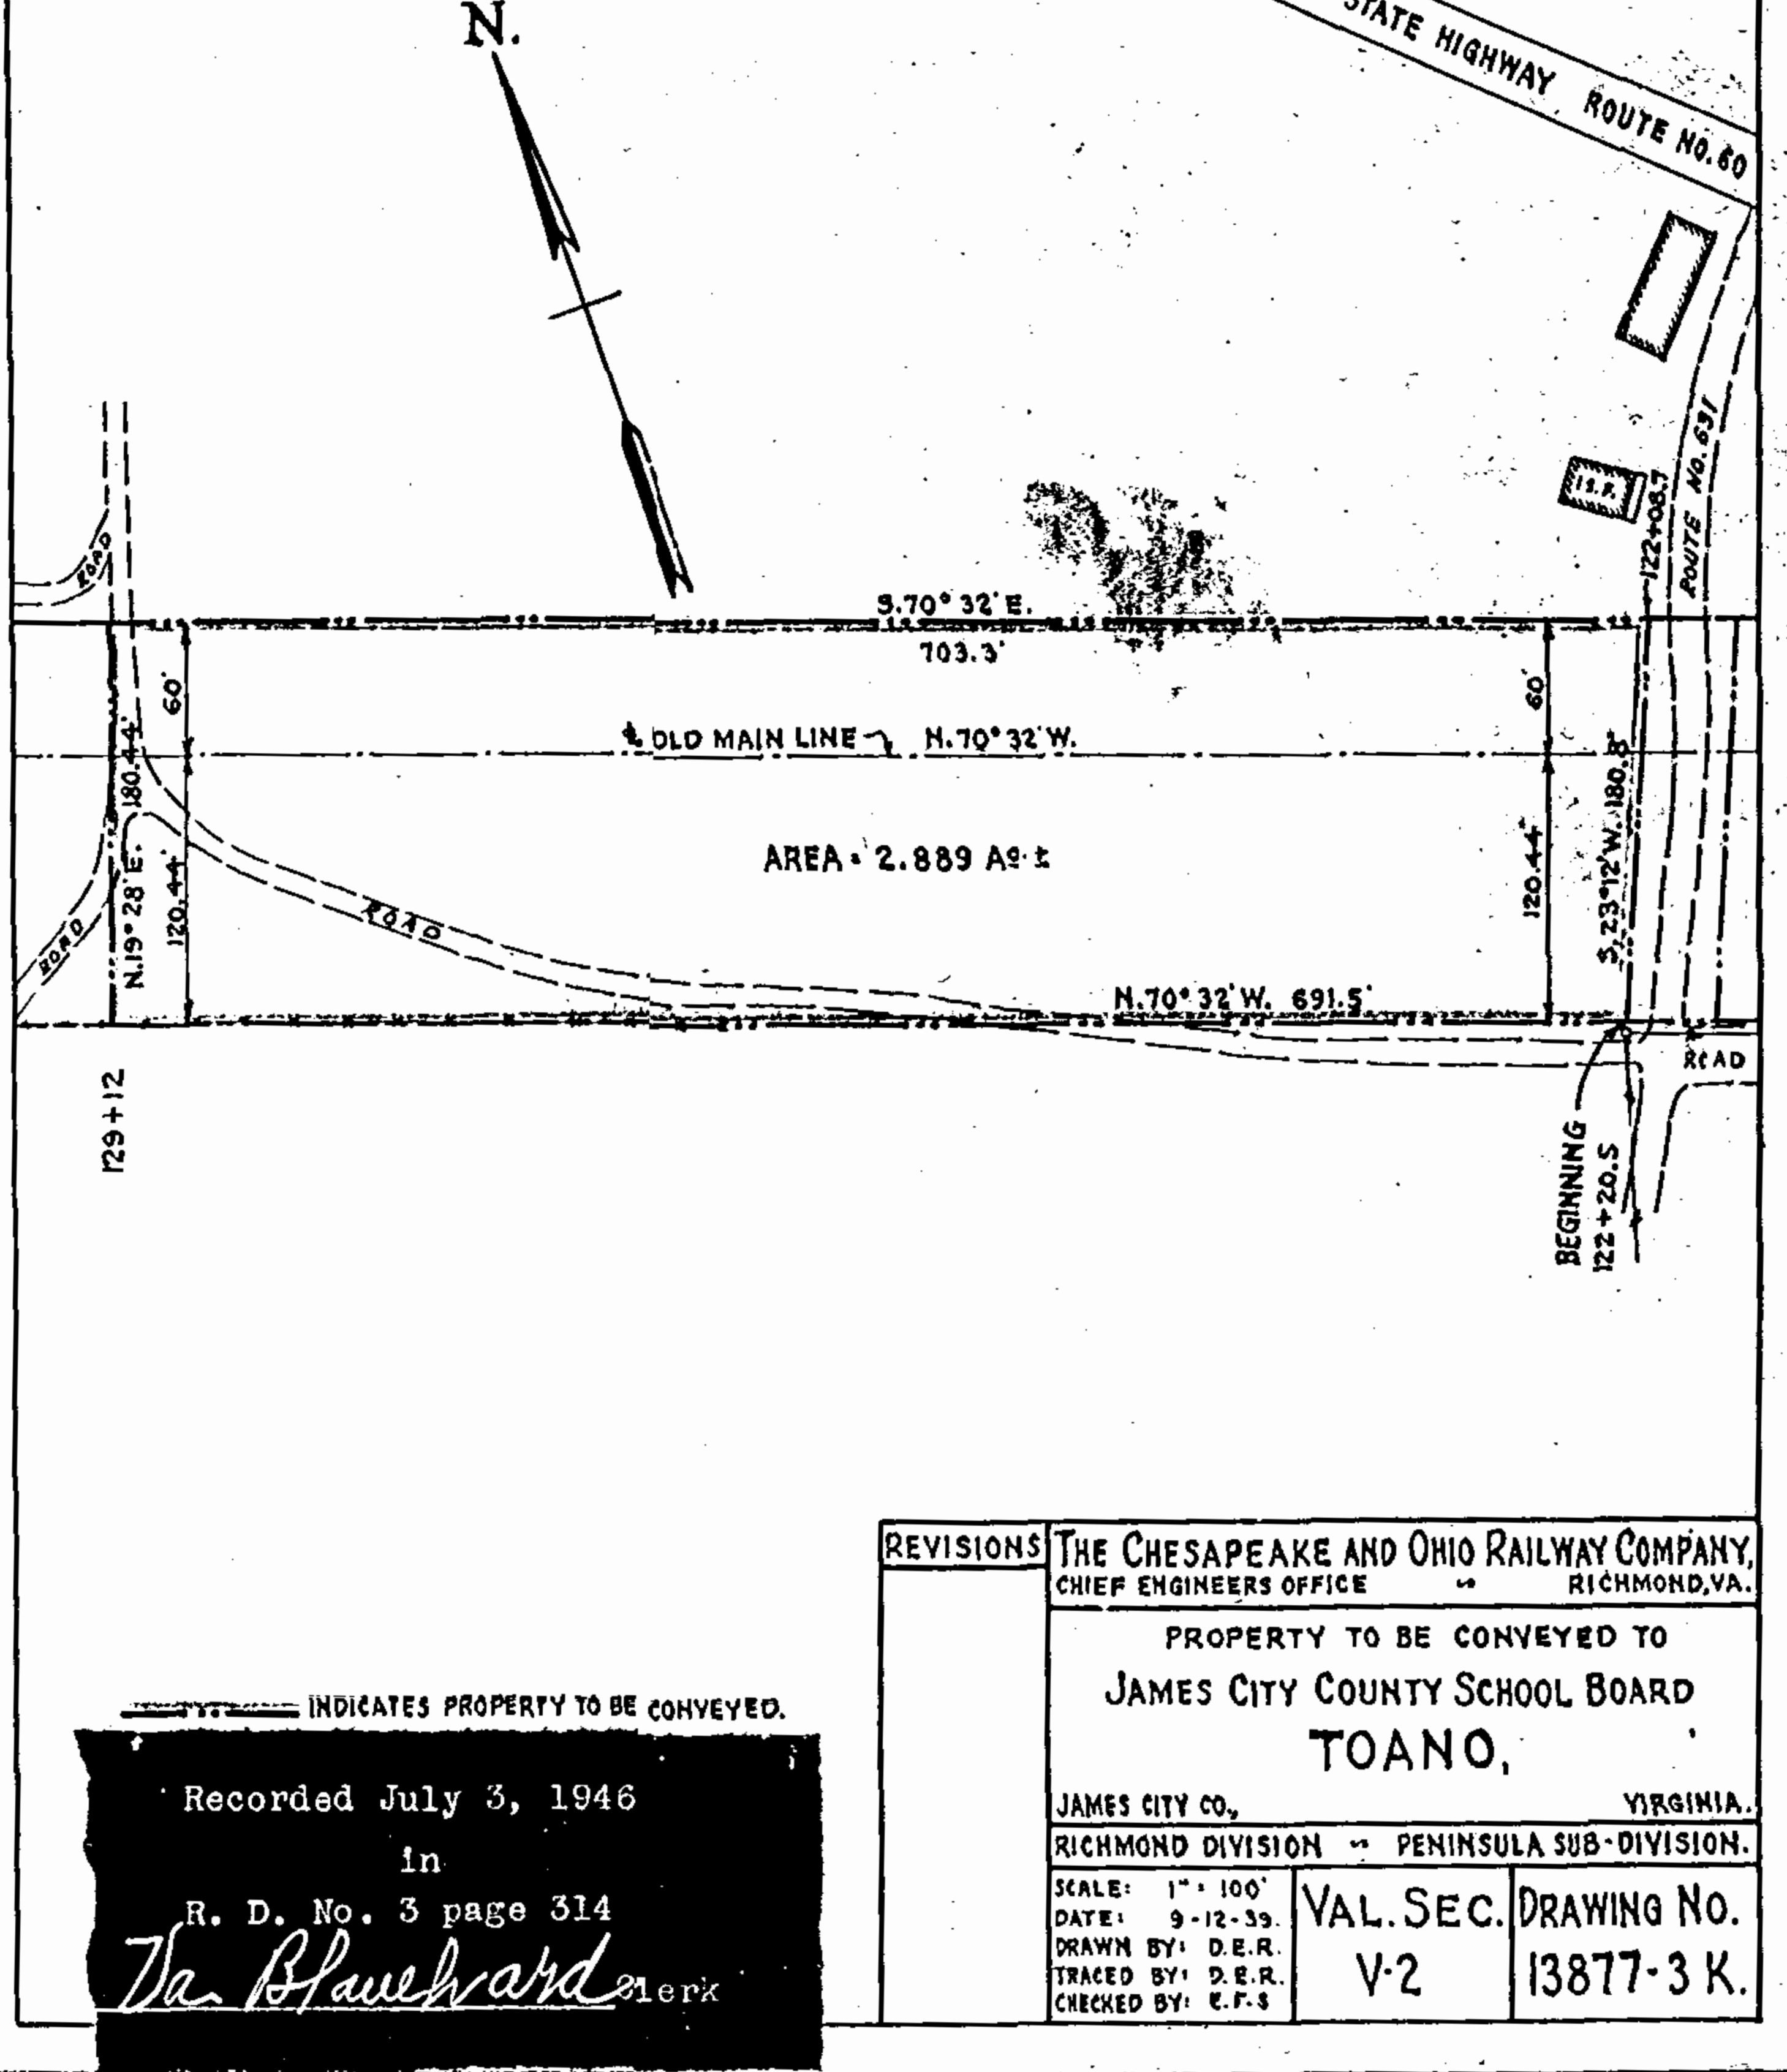 N.
STATE HIGHWAY ROUTE NO. 60
ROUTE NO. 631
1 S. F.
122+08.7
ROAD
S. 70° 32' E.
703.3'
60'
60'
℄ OLD MAIN LINE N. 70° 32' W.
N. 19° 28' E. 180.44'
120.44'
AREA = 2.889 Ac. ±
120.44'
S. 23° 12' W. 180.8'
ROAD
ROAD
N. 70° 32' W. 691.5'
ROAD
129+12
BEGINNING
122+20.5
REVISIONS
THE CHESAPEAKE AND OHIO RAILWAY COMPANY,
CHIEF ENGINEERS OFFICE ~ RICHMOND, VA.
PROPERTY TO BE CONVEYED TO
JAMES CITY COUNTY SCHOOL BOARD
TOANO,
JAMES CITY CO., VIRGINIA.
RICHMOND DIVISION ~ PENINSULA SUB-DIVISION.
SCALE: 1" = 100'
DATE: 9-12-39.
DRAWN BY: D.E.R.
TRACED BY: D.E.R.
CHECKED BY: E.F.S
VAL. SEC.
V-2
DRAWING NO.
13877-3 K.
INDICATES PROPERTY TO BE CONVEYED.
Recorded July 3, 1946
in
R. D. No. 3 page 314
Clerk